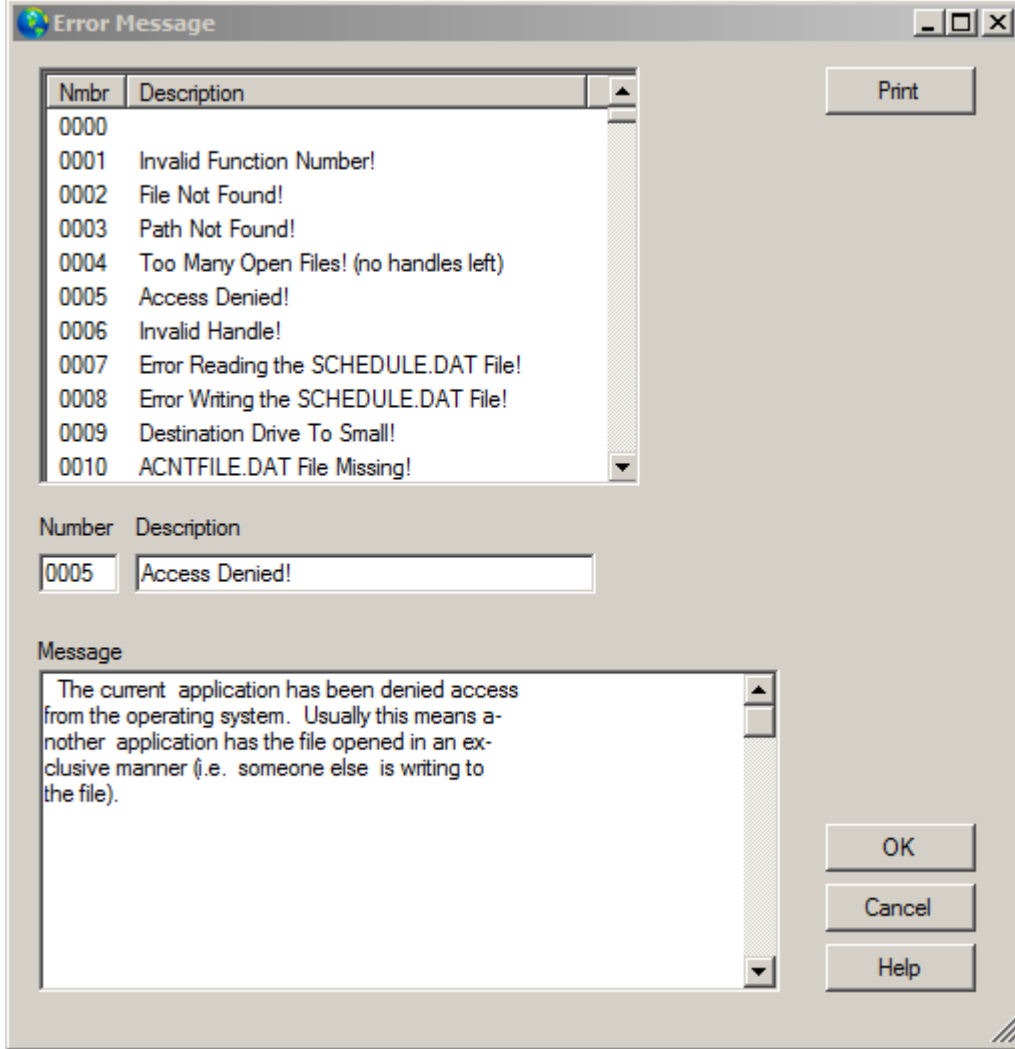 Error Message
Nmbr Description
0000
0001 Invalid Function Number!
0002 File Not Found!
0003 Path Not Found!
0004 Too Many Open Files! (no handles left)
0005 Access Denied!
0006 Invalid Handle!
0007 Error Reading the SCHEDULE.DAT File!
0008 Error Writing the SCHEDULE.DAT File!
0009 Destination Drive To Small!
0010 ACNTFILE.DAT File Missing!
Print
Number Description
0005 Access Denied!
Message
The current  application has been denied access
from the operating system.  Usually this means a-
nother  application has the file opened in an ex-
clusive manner (i.e.  someone else  is writing to
the file).
OK
Cancel
Help